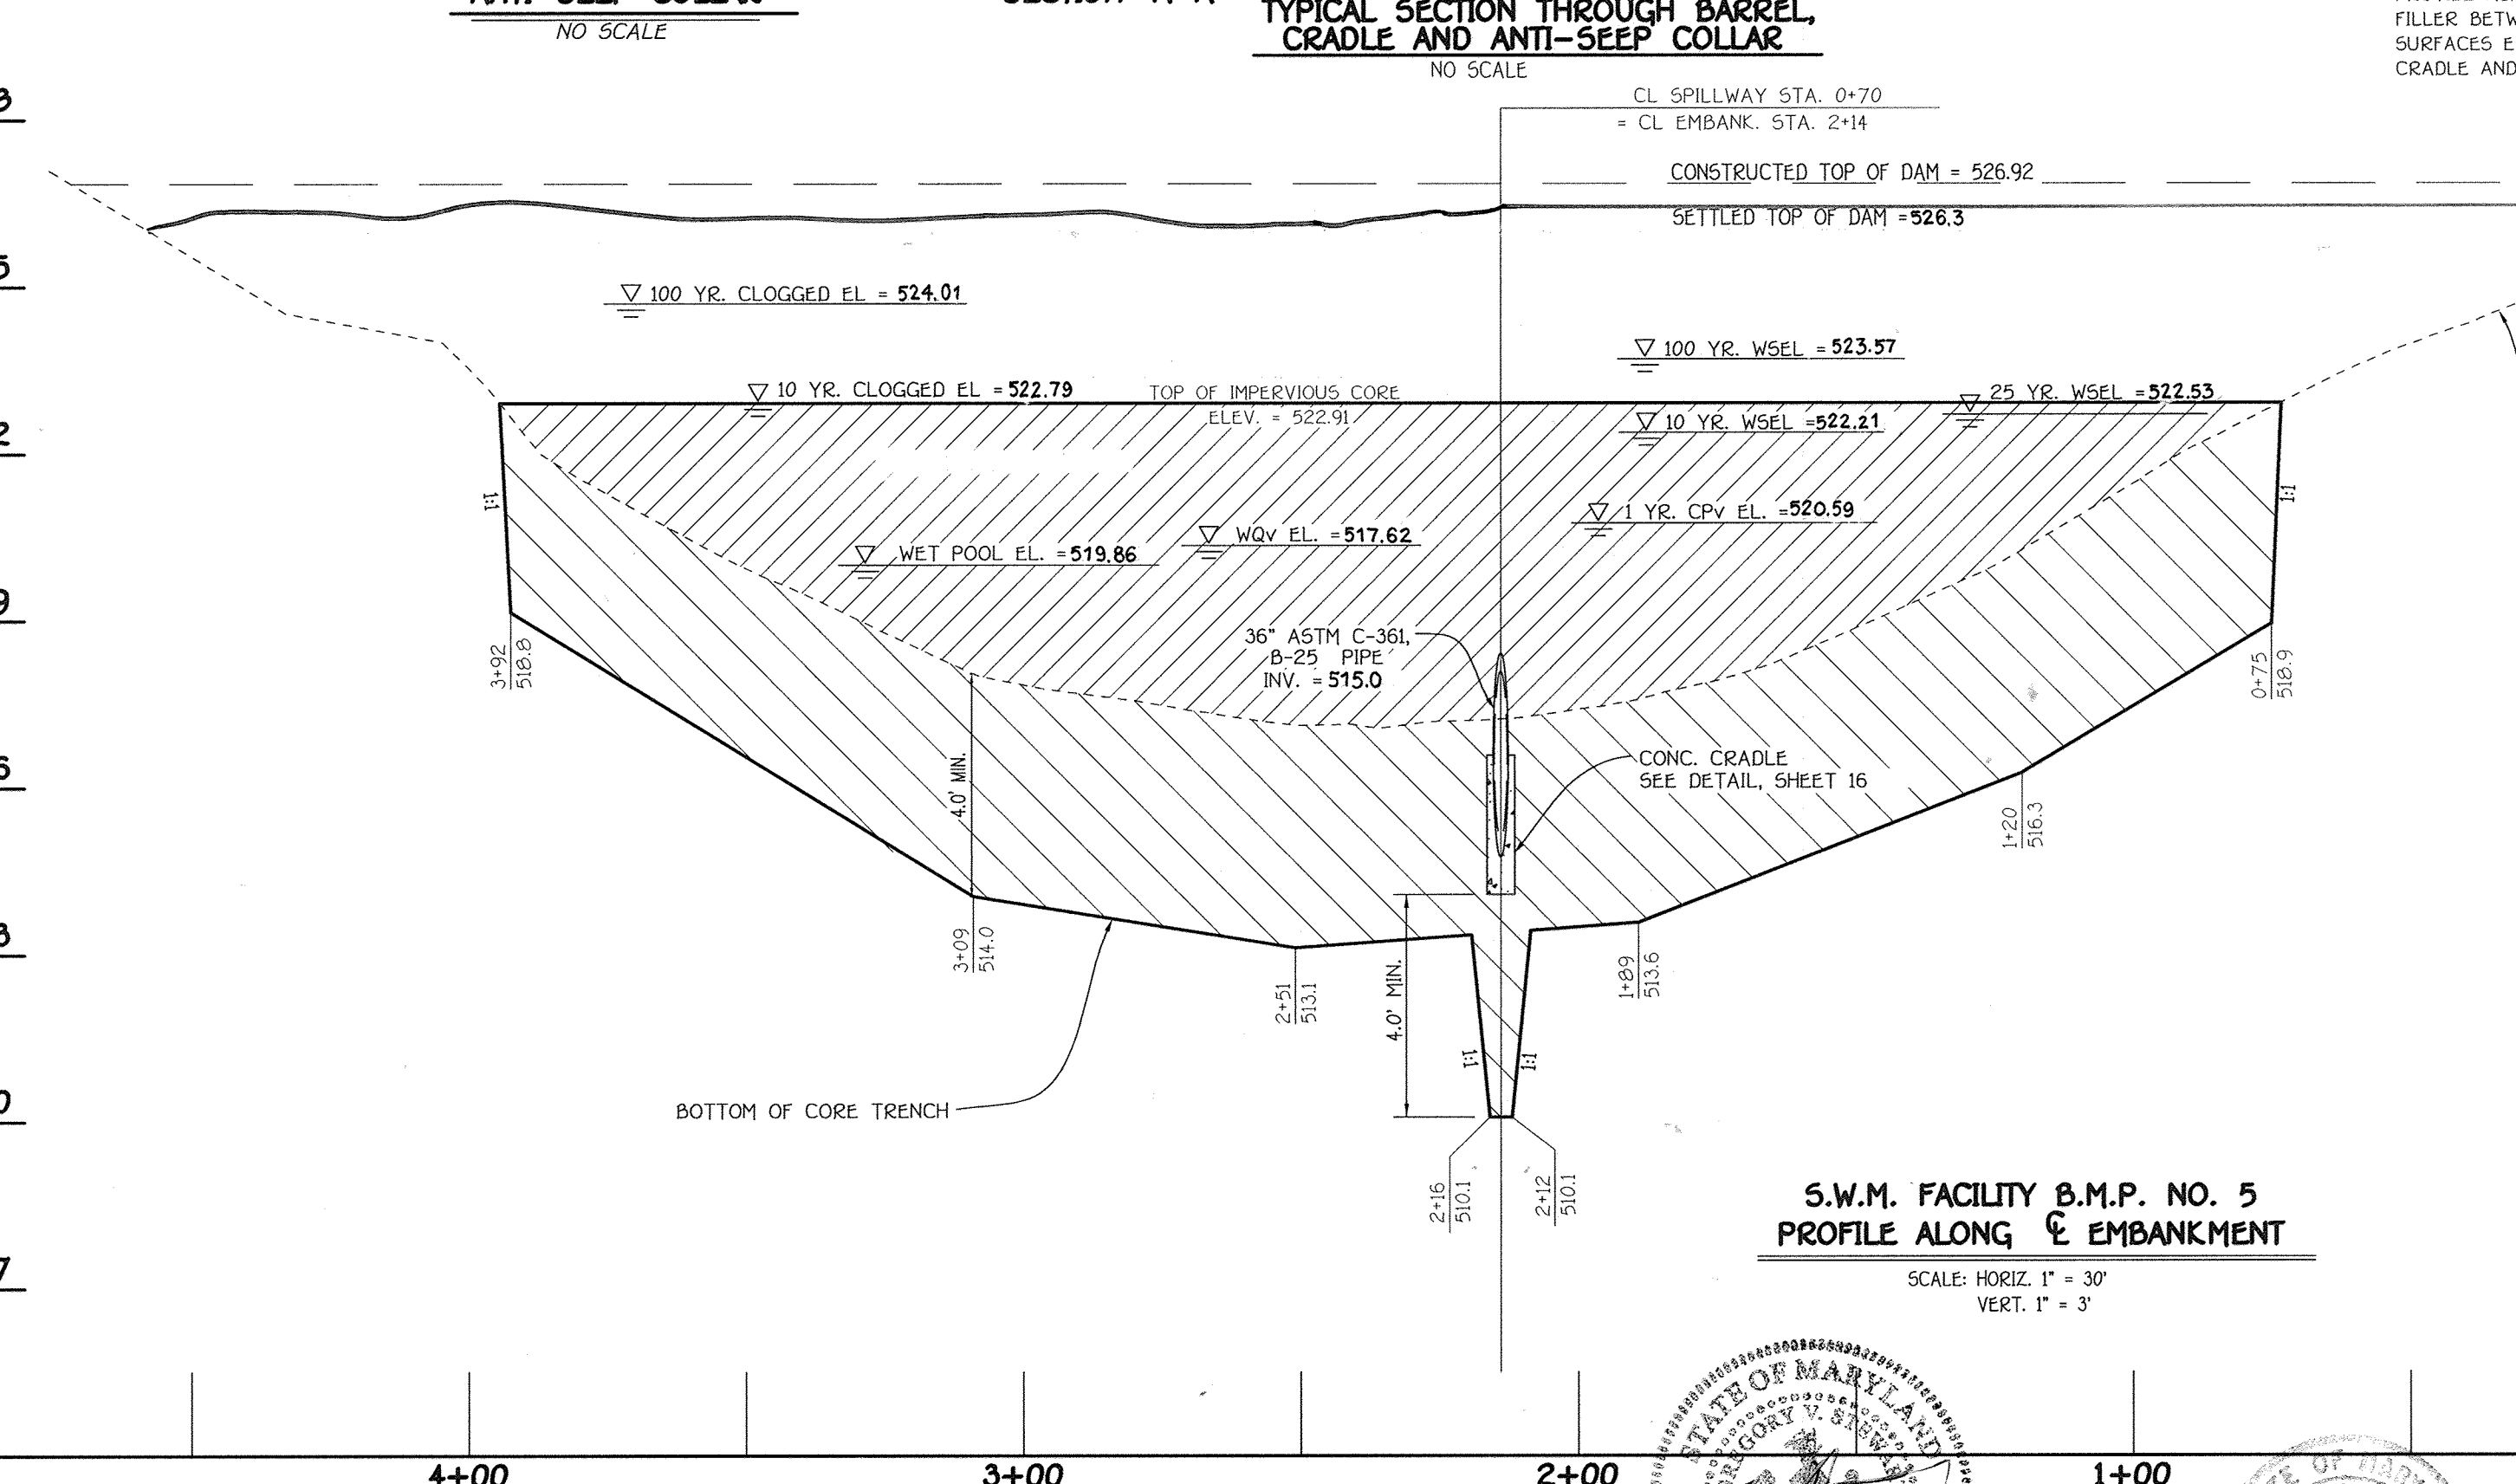 NO SCALE
SECTION A-A
TYPICAL SECTION THROUGH BARREL,
CRADLE AND ANTI-SEEP COLLAR
NO SCALE
FILLER BETW
SURFACES E
CRADLE AND
CL SPILLWAY STA. 0+70
= CL EMBANK. STA. 2+14
CONSTRUCTED TOP OF DAM = 526.92
SETTLED TOP OF DAM =526.3
100 YR. CLOGGED EL = 524.01
100 YR. WSEL =523.57
10 YR. CLOGGED EL =522.79
TOP OF IMPERVIOUS CORE
ELEV. = 522.91
25 YR. WSEL =522.53
10 YR. WSEL =522.21
1 YR. CPv EL. =520.59
WQv EL. =517.62
WET POOL EL. =519.86
1:1
1:1
36" ASTM C-361,
B-25 PIPE
INV. =515.0
CONC. CRADLE
SEE DETAIL, SHEET 16
3+92
518.8
0+75
518.9
4.0' MIN.
1+20
516.3
3+09
514.0
2+51
513.1
4.0' MIN.
1+89
513.6
1:1
1:1
BOTTOM OF CORE TRENCH
2+16
510.1
2+12
510.1
S.W.M. FACILITY B.M.P. NO. 5
PROFILE ALONG ℄ EMBANKMENT
SCALE: HORIZ. 1" = 30'
VERT. 1" = 3'
STATE OF MARYLAND
GREGORY V. STEWAR
4+00
3+00
2+00
1+00